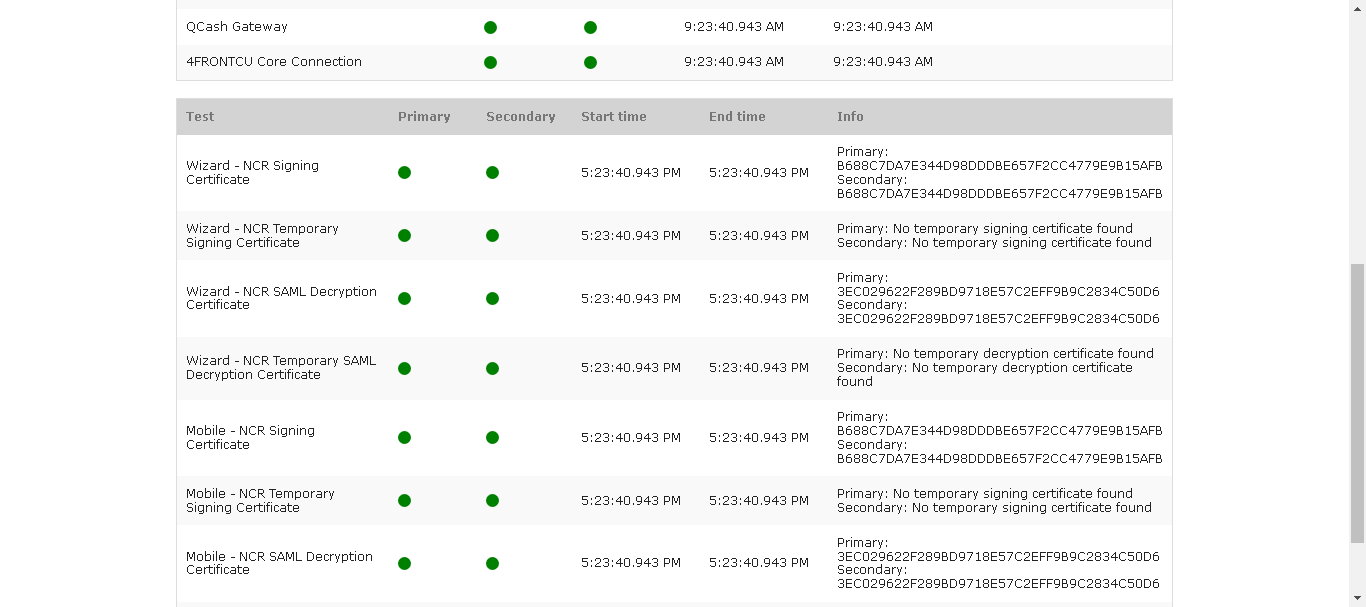 QCash Gateway 9:23:40.943 AM 9:23:40.943 AM
4FRONTCU Core Connection 9:23:40.943 AM 9:23:40.943 AM
Test Primary Secondary Start time End time Info
Wizard - NCR Signing
Certificate
5:23:40.943 PM 5:23:40.943 PM
Primary:
B688C7DA7E344D98DDDBE657F2CC4779E9B15AFB
Secondary:
B688C7DA7E344D98DDDBE657F2CC4779E9B15AFB
Wizard - NCR Temporary
Signing Certificate
5:23:40.943 PM 5:23:40.943 PM
Primary: No temporary signing certificate found
Secondary: No temporary signing certificate found
Wizard - NCR SAML Decryption
Certificate
5:23:40.943 PM 5:23:40.943 PM
Primary:
3EC029622F289BD9718E57C2EFF9B9C2834C50D6
Secondary:
3EC029622F289BD9718E57C2EFF9B9C2834C50D6
Wizard - NCR Temporary SAML
Decryption Certificate
5:23:40.943 PM 5:23:40.943 PM
Primary: No temporary decryption certificate found
Secondary: No temporary decryption certificate
found
Mobile - NCR Signing
Certificate
5:23:40.943 PM 5:23:40.943 PM
Primary:
B688C7DA7E344D98DDDBE657F2CC4779E9B15AFB
Secondary:
B688C7DA7E344D98DDDBE657F2CC4779E9B15AFB
Mobile - NCR Temporary
Signing Certificate
5:23:40.943 PM 5:23:40.943 PM
Primary: No temporary signing certificate found
Secondary: No temporary signing certificate found
Mobile - NCR SAML Decryption
Certificate
5:23:40.943 PM 5:23:40.943 PM
Primary:
3EC029622F289BD9718E57C2EFF9B9C2834C50D6
Secondary:
3EC029622F289BD9718E57C2EFF9B9C2834C50D6